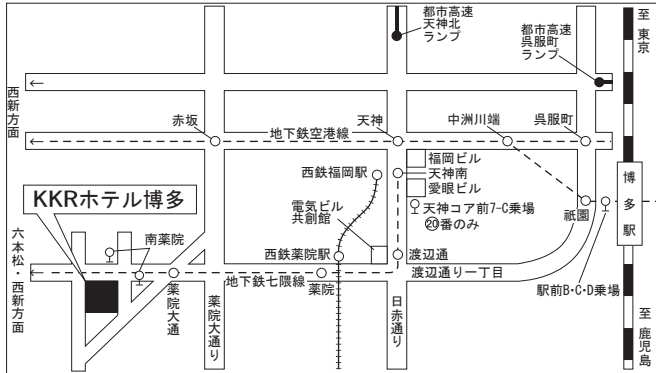 都市高速
天神北
ランプ
都市高速
呉服町
ランプ
至
東京
西新方面
赤坂
地下鉄空港線
天神
中洲川端
呉服町
福岡ビル
天神南
愛眼ビル
西鉄福岡駅
天神コア前7-C乗場
⑳番のみ
祇園
博多駅
KKRホテル博多
電気ビル
共創館
南薬院
西鉄薬院駅
渡辺通
渡辺通り一丁目
駅前B・C・D乗場
六本松・西新方面
地下鉄七隈線
薬院
薬院大通
薬院大通り
日赤通り
至
鹿児島